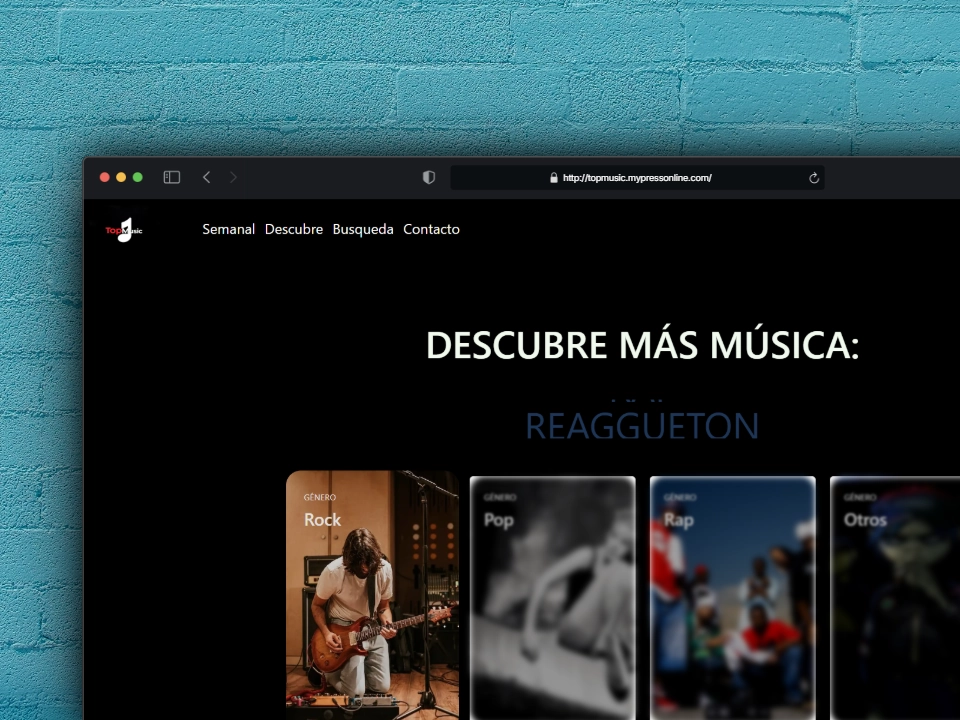 http://topmusic.mypressonline.com/
TopMusic
Semanal Descubre Busqueda Contacto
DESCUBRE MÁS MÚSICA:
REAGGÜETON
GÉNERO
Rock
GÉNERO
Pop
GÉNERO
Rap
GÉNERO
Otros